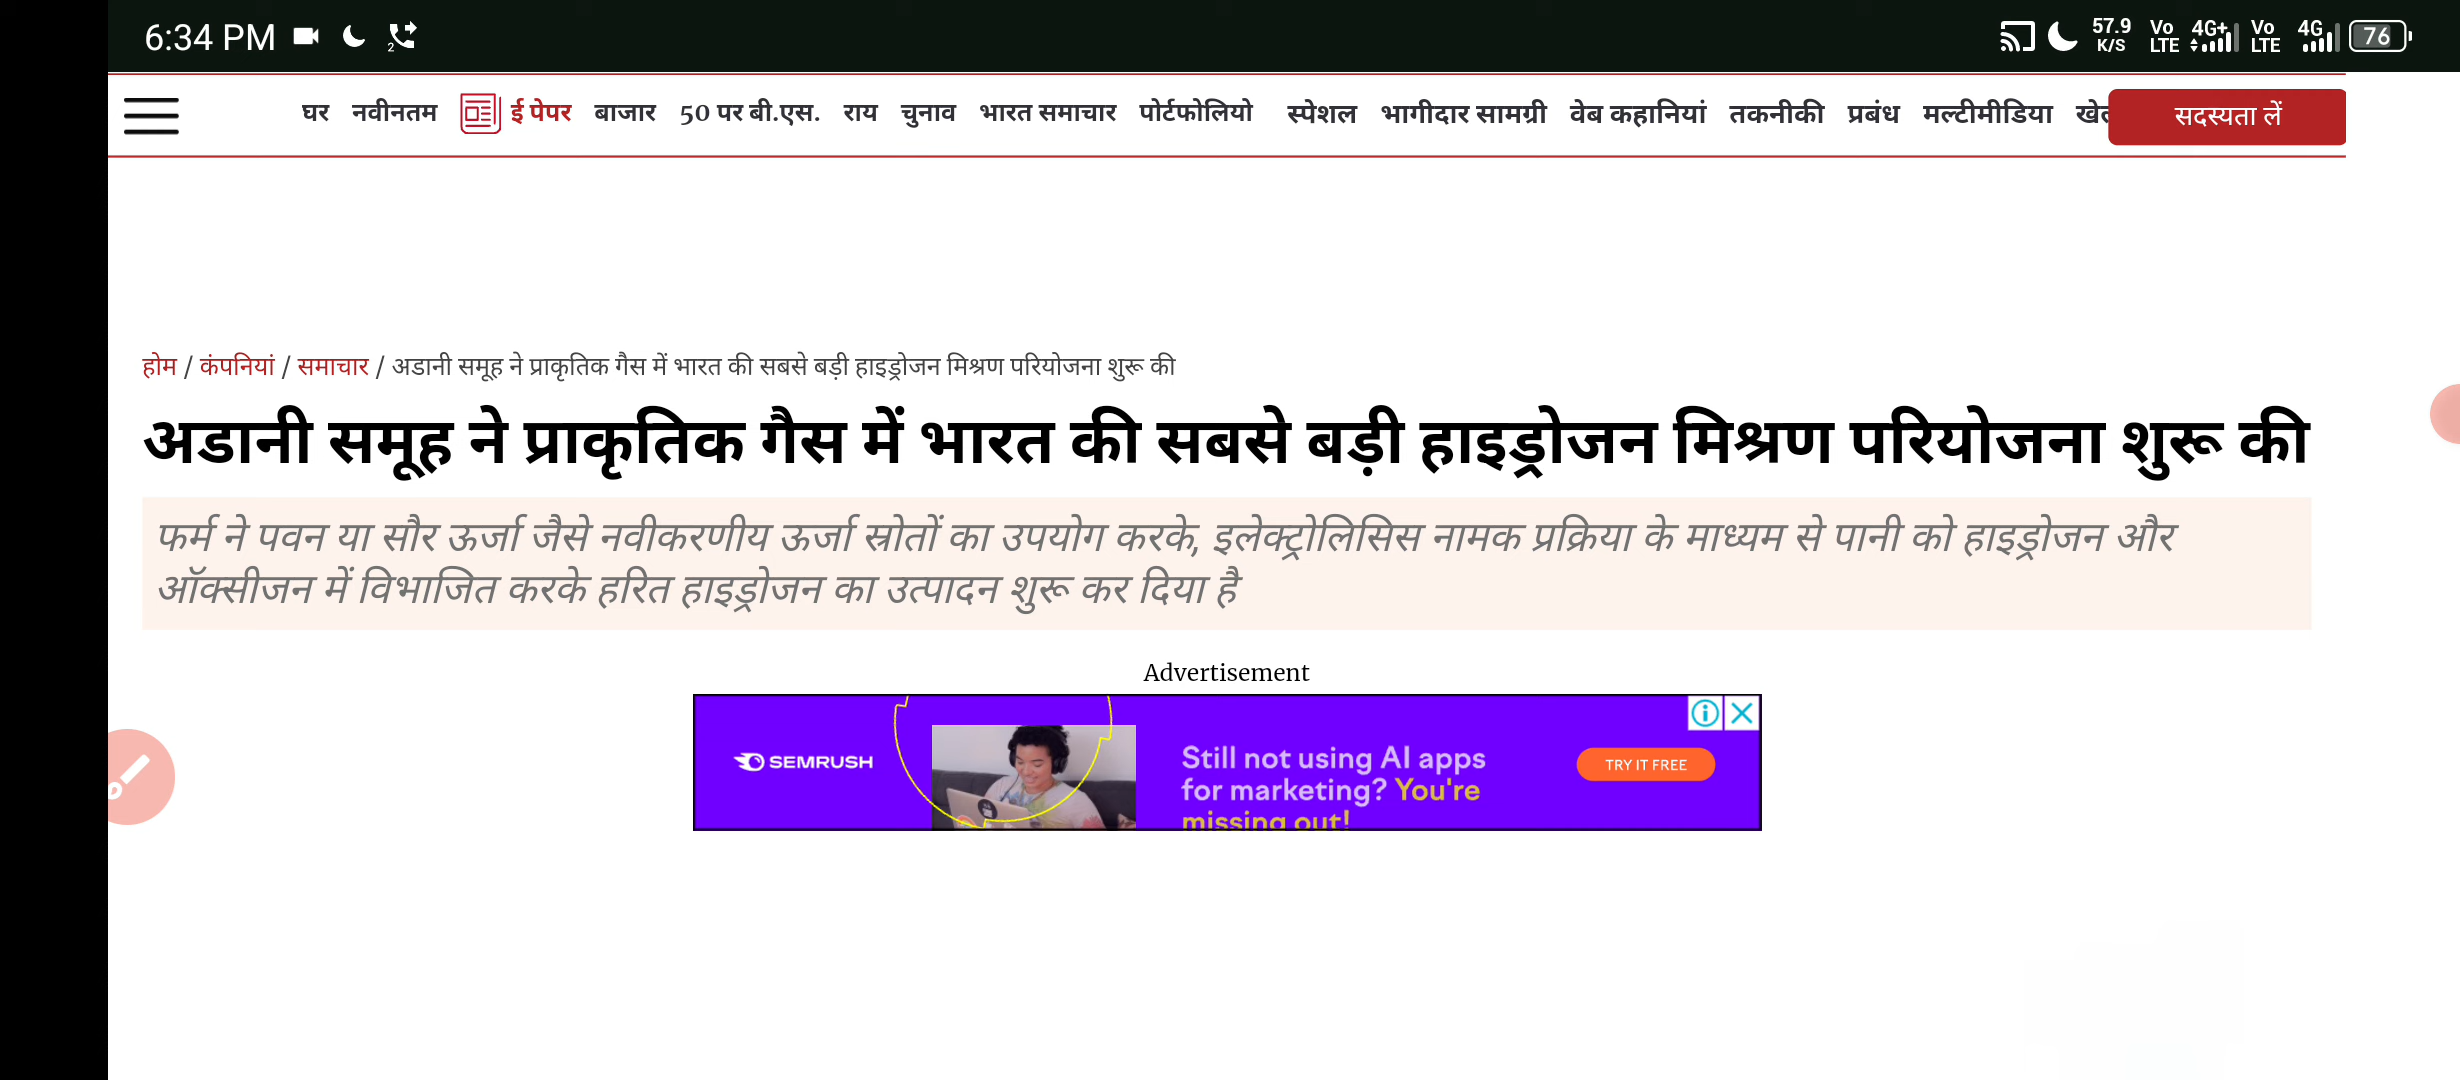 6:34 PM
2
57.9 K/S Vo LTE 4G+ Vo LTE 4G 76
घर नवीनतम ई पेपर बाजार 50 पर बी.एस. राय चुनाव भारत समाचार पोर्टफोलियो स्पेशल भागीदार सामग्री वेब कहानियां तकनीकी प्रबंध मल्टीमीडिया सदस्यता लें
होम / कंपनियां / समाचार / अडानी समूह ने प्राकृतिक गैस में भारत की सबसे बड़ी हाइड्रोजन मिश्रण परियोजना शुरू की
अडानी समूह ने प्राकृतिक गैस में भारत की सबसे बड़ी हाइड्रोजन मिश्रण परियोजना शुरू की
फर्म ने पवन या सौर ऊर्जा जैसे नवीकरणीय ऊर्जा स्रोतों का उपयोग करके, इलेक्ट्रोलिसिस नामक प्रक्रिया के माध्यम से पानी को हाइड्रोजन और
ऑक्सीजन में विभाजित करके हरित हाइड्रोजन का उत्पादन शुरू कर दिया है
Advertisement
SEMRUSH
Still not using AI apps
for marketing? You're
missing out!
TRY IT FREE